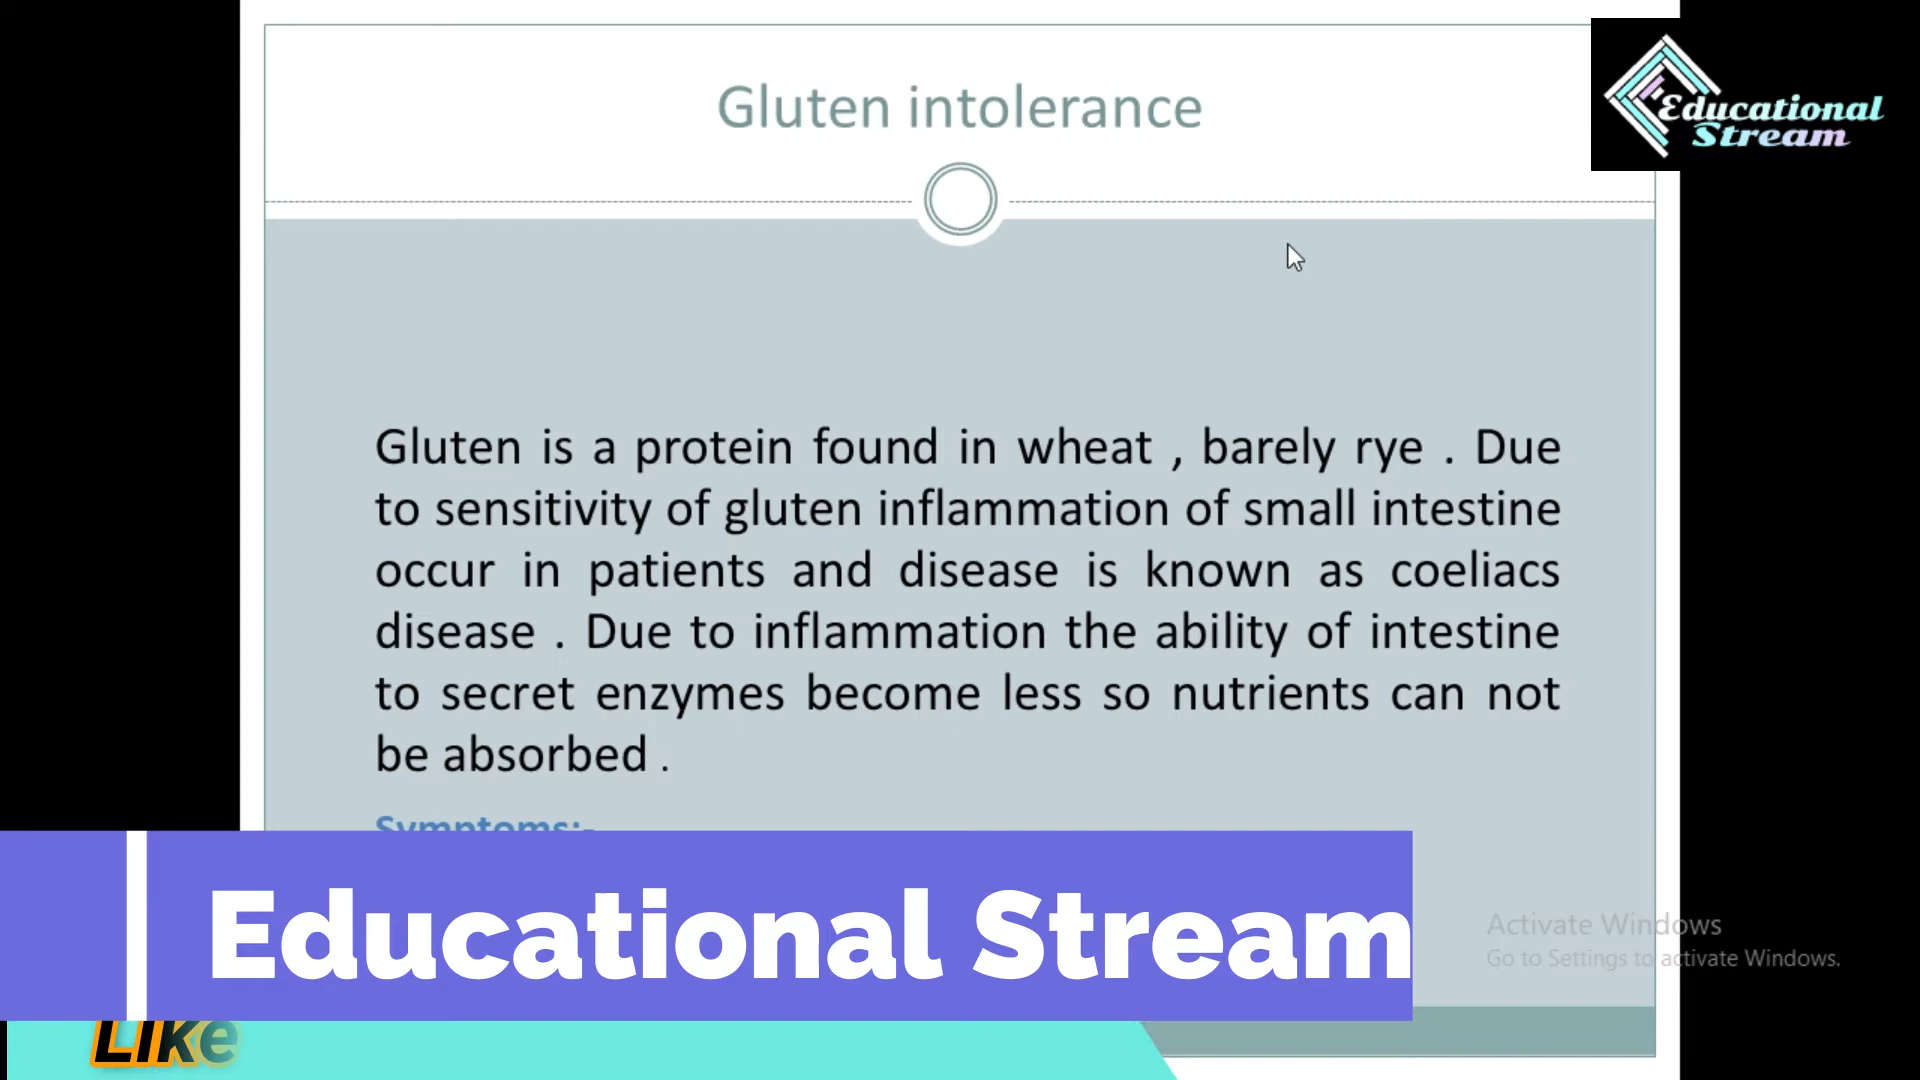 Gluten intolerance
Educational
Stream
Gluten is a protein found in wheat , barely rye . Due
to sensitivity of gluten inflammation of small intestine
occur in patients and disease is known as coeliacs
disease . Due to inflammation the ability of intestine
to secret enzymes become less so nutrients can not
be absorbed .
Symptoms:-
Educational Stream
Activate Windows
Go to Settings to activate Windows.
Like